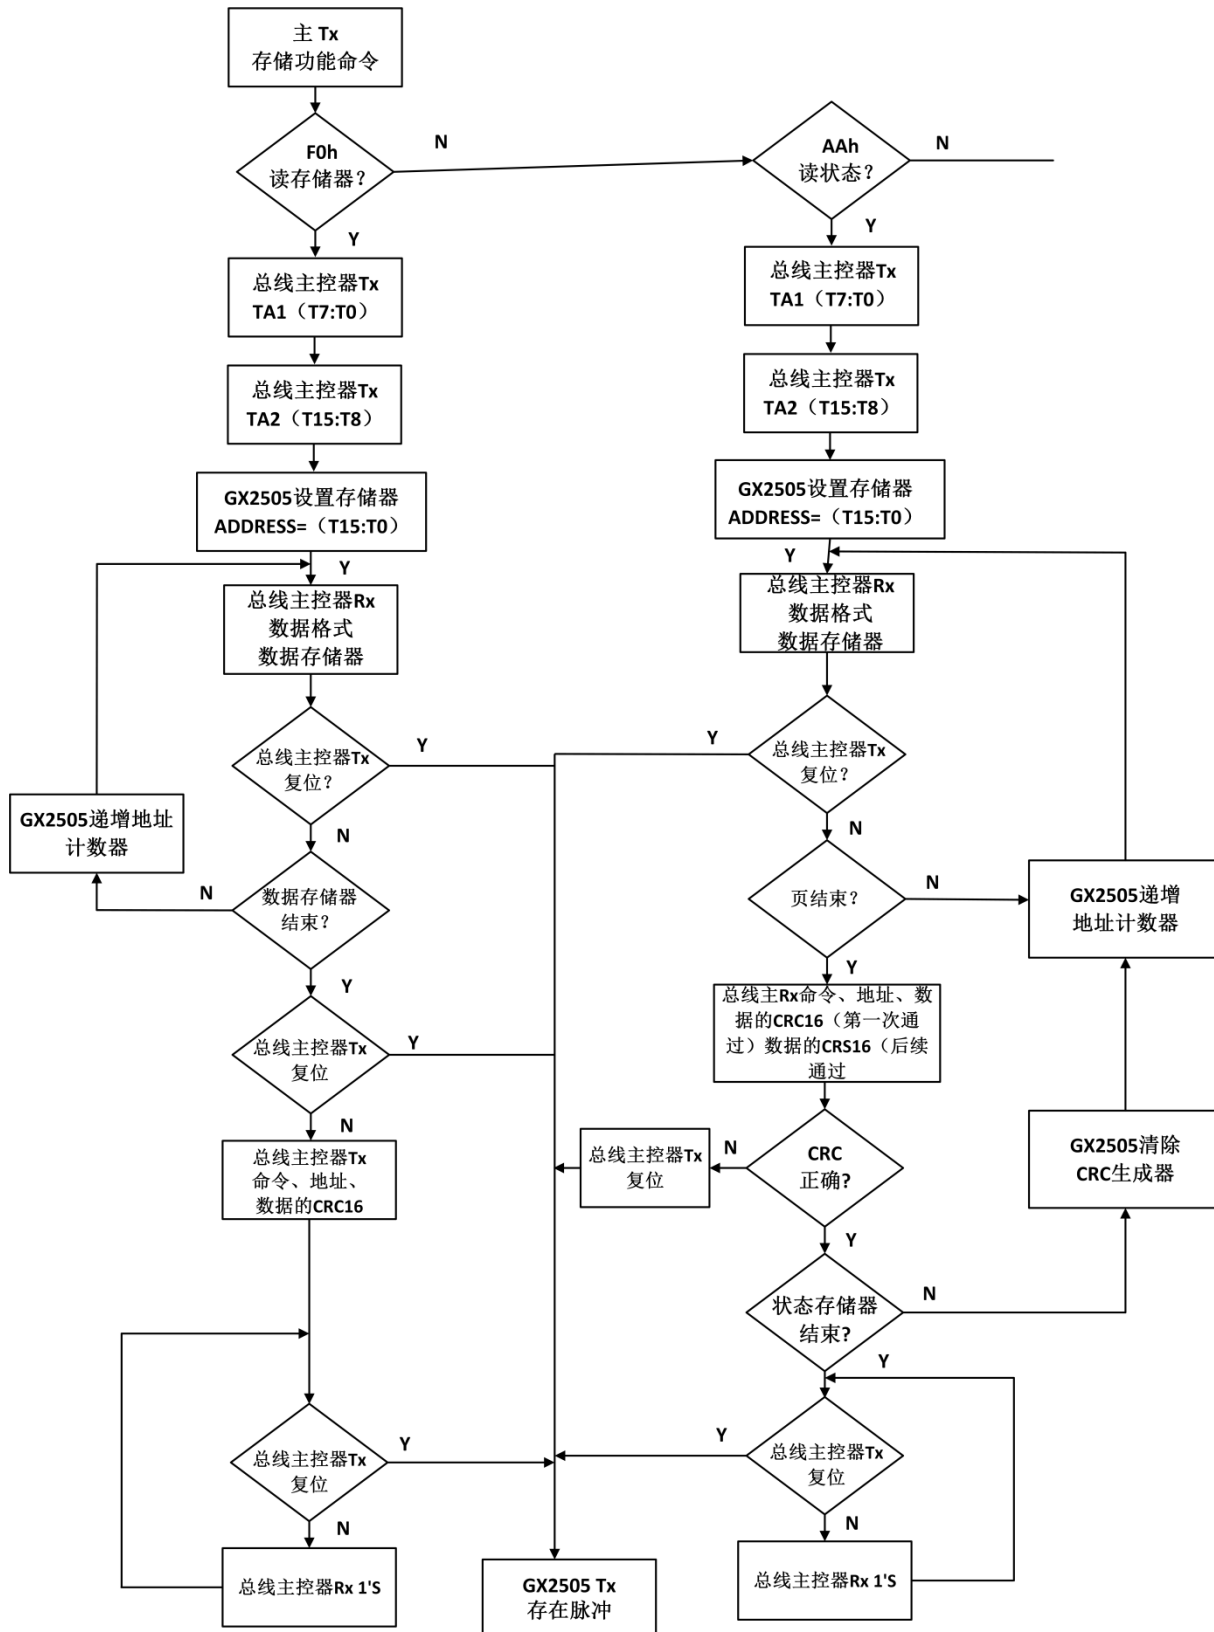 主 Tx
存储功能命令
F0h
读存储器？
N
Y
总线主控器Tx
TA1（T7:T0）
总线主控器Tx
TA2（T15:T8）
GX2505设置存储器
ADDRESS=（T15:T0）
Y
总线主控器Rx
数据格式
数据存储器
总线主控器Tx
复位？
Y
N
GX2505递增地址
计数器
N
数据存储器
结束？
Y
总线主控器Tx
复位
Y
N
总线主控器Tx
命令、地址、
数据的CRC16
总线主控器Tx
复位
Y
N
总线主控器Rx 1'S
GX2505 Tx
存在脉冲
AAh
读状态？
N
Y
总线主控器Tx
TA1（T7:T0）
总线主控器Tx
TA2（T15:T8）
GX2505设置存储器
ADDRESS=（T15:T0）
Y
总线主控器Rx
数据格式
数据存储器
Y
总线主控器Tx
复位？
N
页结束？
N
GX2505递增
地址计数器
Y
总线主Rx命令、地址、数
据的CRC16（第一次通
过）数据的CRS16（后续
通过
CRC
正确?
N
总线主控器Tx
复位
Y
GX2505清除
CRC生成器
状态存储器
结束?
N
Y
总线主控器Tx
复位
Y
N
总线主控器Rx 1'S